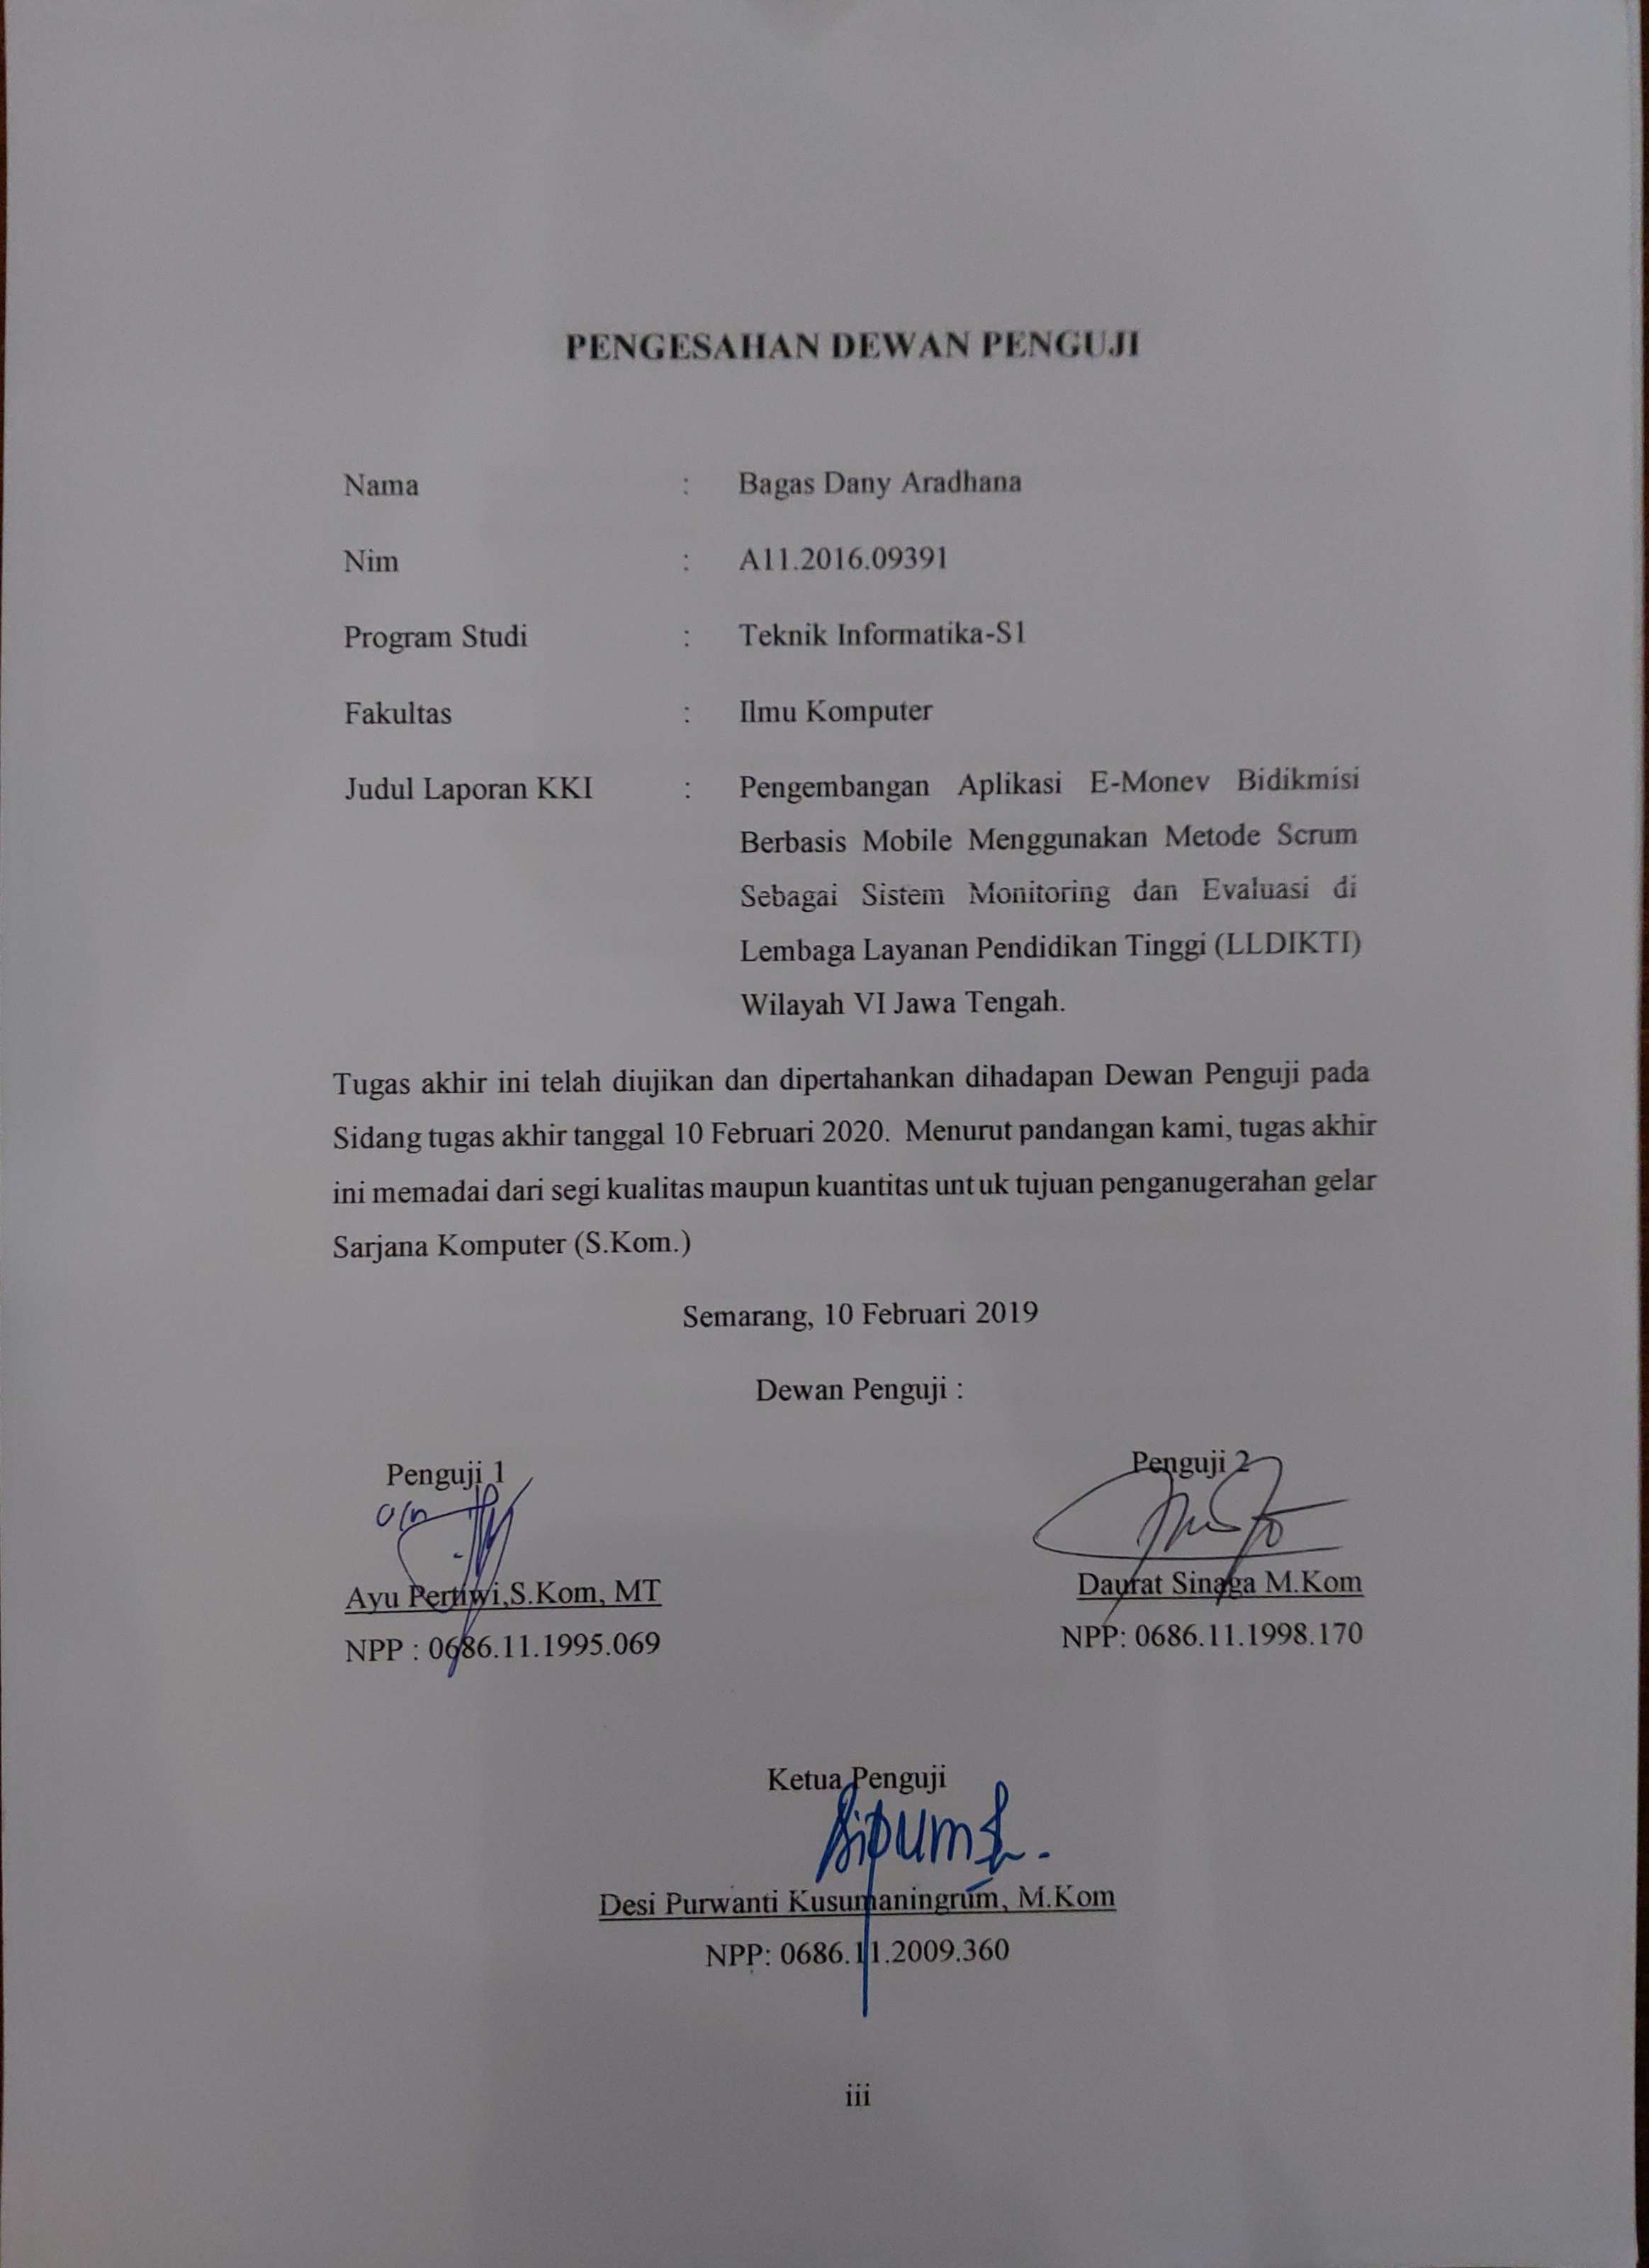 PENGESAHAN DEWAN PENGUJI
Nama : Bagas Dany Aradhana
Nim : A11.2016.09391
Program Studi : Teknik Informatika-S1
Fakultas : Ilmu Komputer
Judul Laporan KKI : Pengembangan Aplikasi E-Monev Bidikmisi
Berbasis Mobile Menggunakan Metode Scrum
Sebagai Sistem Monitoring dan Evaluasi di
Lembaga Layanan Pendidikan Tinggi (LLDIKTI)
Wilayah VI Jawa Tengah.
Tugas akhir ini telah diujikan dan dipertahankan dihadapan Dewan Penguji pada
Sidang tugas akhir tanggal 10 Februari 2020. Menurut pandangan kami, tugas akhir
ini memadai dari segi kualitas maupun kuantitas untuk tujuan penganugerahan gelar
Sarjana Komputer (S.Kom.)
Semarang, 10 Februari 2019
Dewan Penguji :
Penguji 1 Penguji 2
Ayu Pertiwi,S.Kom, MT Daurat Sinaga M.Kom
NPP : 0686.11.1995.069 NPP: 0686.11.1998.170
Ketua Penguji
Desi Purwanti Kusumaningrum, M.Kom
NPP: 0686.11.2009.360
iii